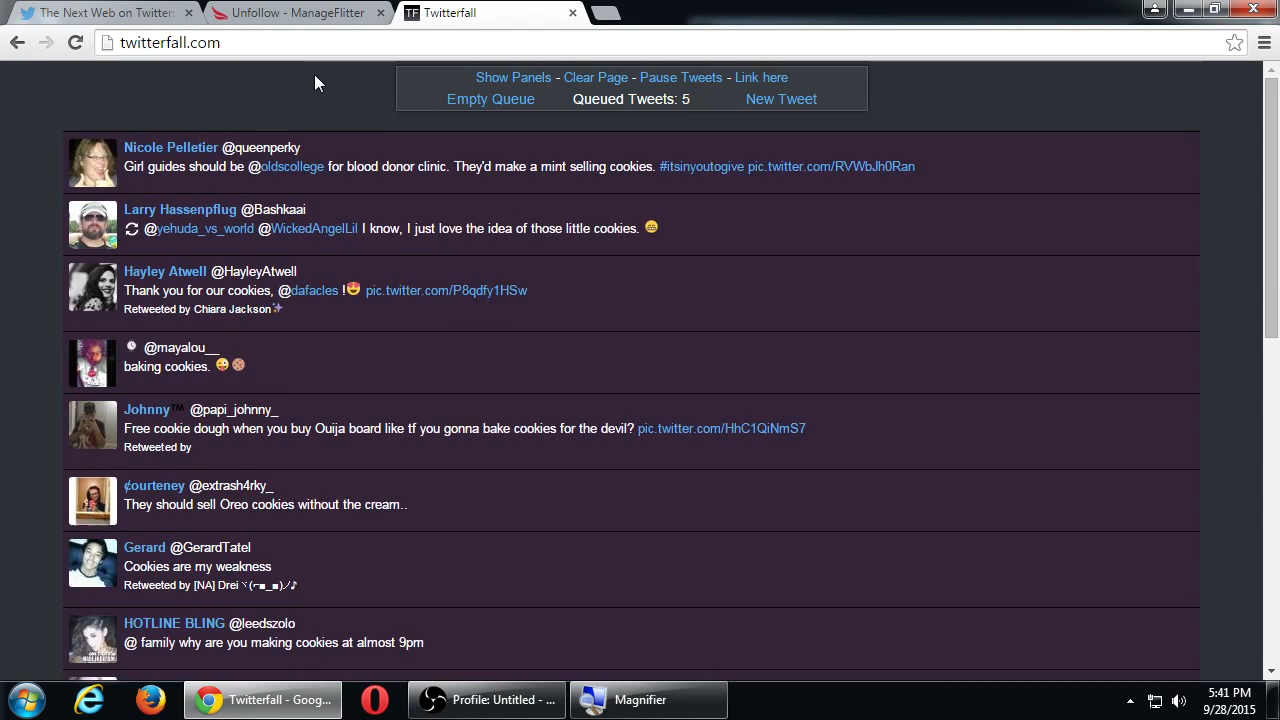 The Next Web on Twitter:
Unfollow - ManageFlitter
TF Twitterfall
twitterfall.com
Show Panels - Clear Page - Pause Tweets - Link here
Empty Queue Queued Tweets: 5 New Tweet
Nicole Pelletier @queenperky
Girl guides should be @oldscollege for blood donor clinic. They'd make a mint selling cookies. #itsinyoutogive pic.twitter.com/RVWbJh0Ran
Larry Hassenpflug @Bashkaai
@yehuda_vs_world @WickedAngelLil I know, I just love the idea of those little cookies. 😁
Hayley Atwell @HayleyAtwell
Thank you for our cookies, @dafacles !😍 pic.twitter.com/P8qdfy1HSw
Retweeted by Chiara Jackson✨
@mayalou__
baking cookies. 😜🍪
Johnny™ @papi_johnny_
Free cookie dough when you buy Ouija board like tf you gonna bake cookies for the devil? pic.twitter.com/HhC1QiNmS7
Retweeted by
¢ourteney @extrash4rky_
They should sell Oreo cookies without the cream..
Gerard @GerardTatel
Cookies are my weakness
Retweeted by [NA] Drei ヾ(⌐■_■)ノ♪
HOTLINE BLING @leedszolo
@ family why are you making cookies at almost 9pm
Twitterfall - Goog...
Profile: Untitled - ...
Magnifier
5:41 PM
9/28/2015